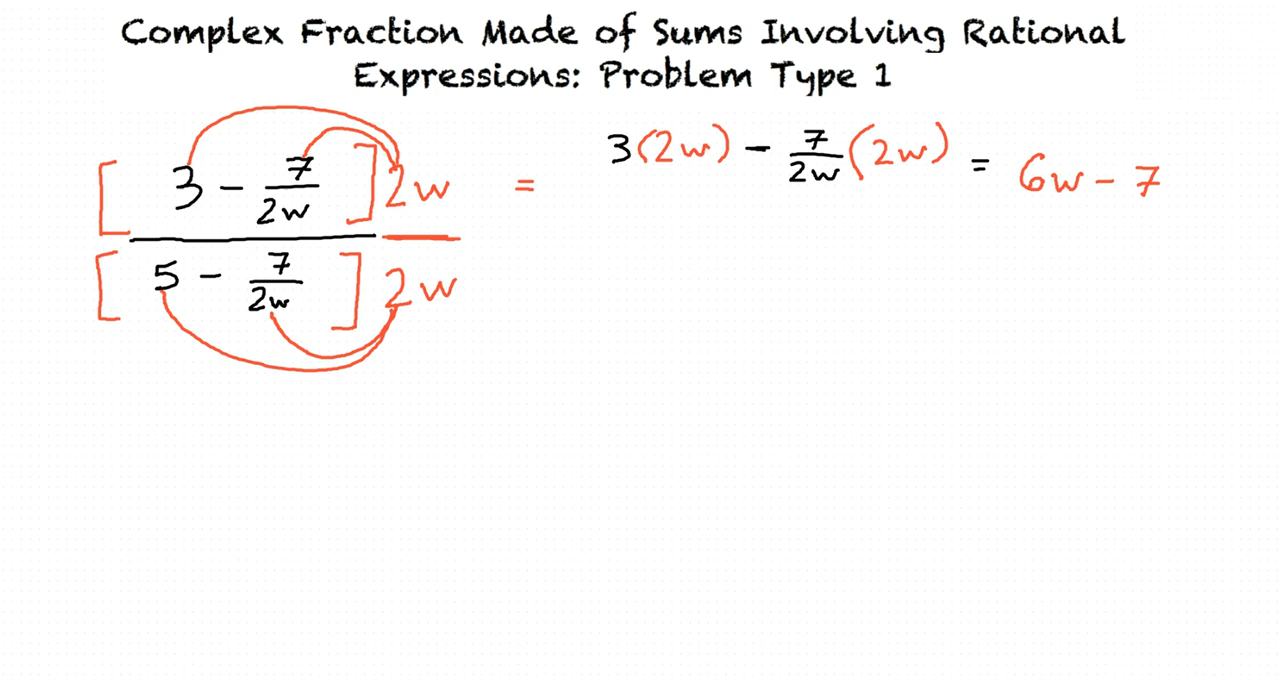 Complex Fraction Made of Sums Involving Rational
Expressions: Problem Type 1
[ 3 - 7/2w ] 2w
[ 5 - 7/2w ] 2w
=
3(2w) - 7/2w (2w) = 6w - 7